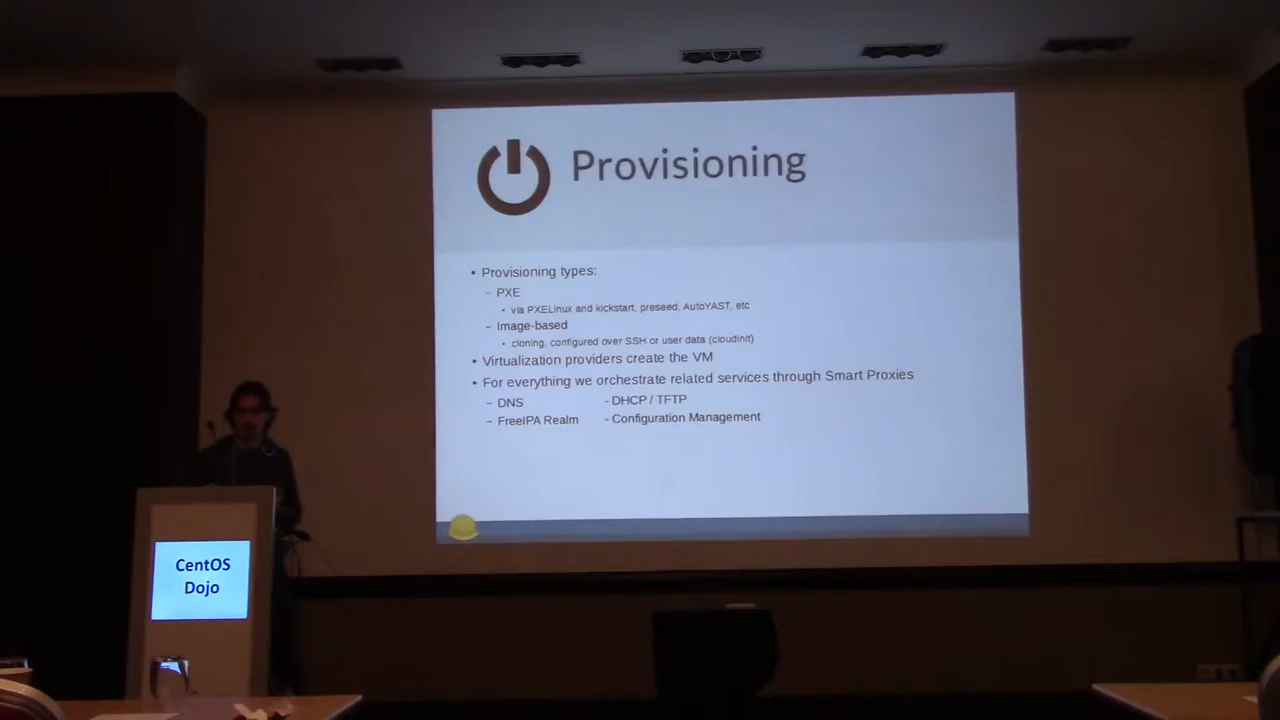 Provisioning
• Provisioning types:
– PXE
• via PXELinux and kickstart, preseed, AutoYAST, etc
– Image-based
• cloning, configured over SSH or user data (cloudinit)
• Virtualization providers create the VM
• For everything we orchestrate related services through Smart Proxies
– DNS - DHCP / TFTP
– FreeIPA Realm - Configuration Management
CentOS
Dojo